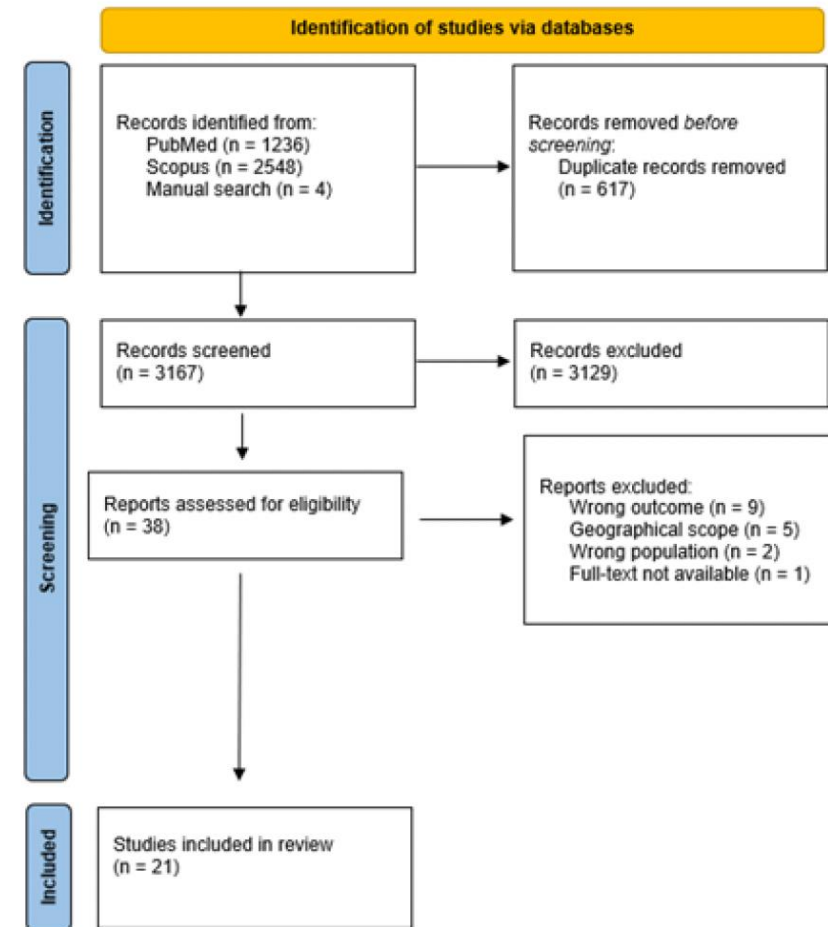 Identification of studies via databases
Identification
Records identified from:
PubMed (n = 1236)
Scopus (n = 2548)
Manual search (n = 4)
Records removed before
screening:
Duplicate records removed
(n = 617)
Screening
Records screened
(n = 3167)
Records excluded
(n = 3129)
Reports assessed for eligibility
(n = 38)
Reports excluded:
Wrong outcome (n = 9)
Geographical scope (n = 5)
Wrong population (n = 2)
Full-text not available (n = 1)
Included
Studies included in review
(n = 21)